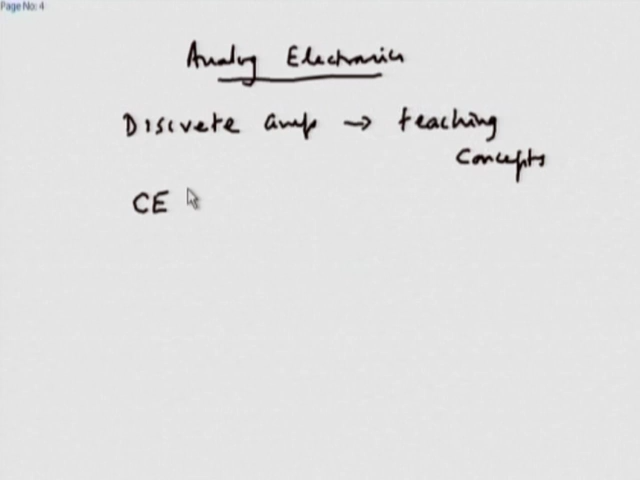 Page No: 4
Analog Electronics
Discrete amp → teaching
concepts
CE